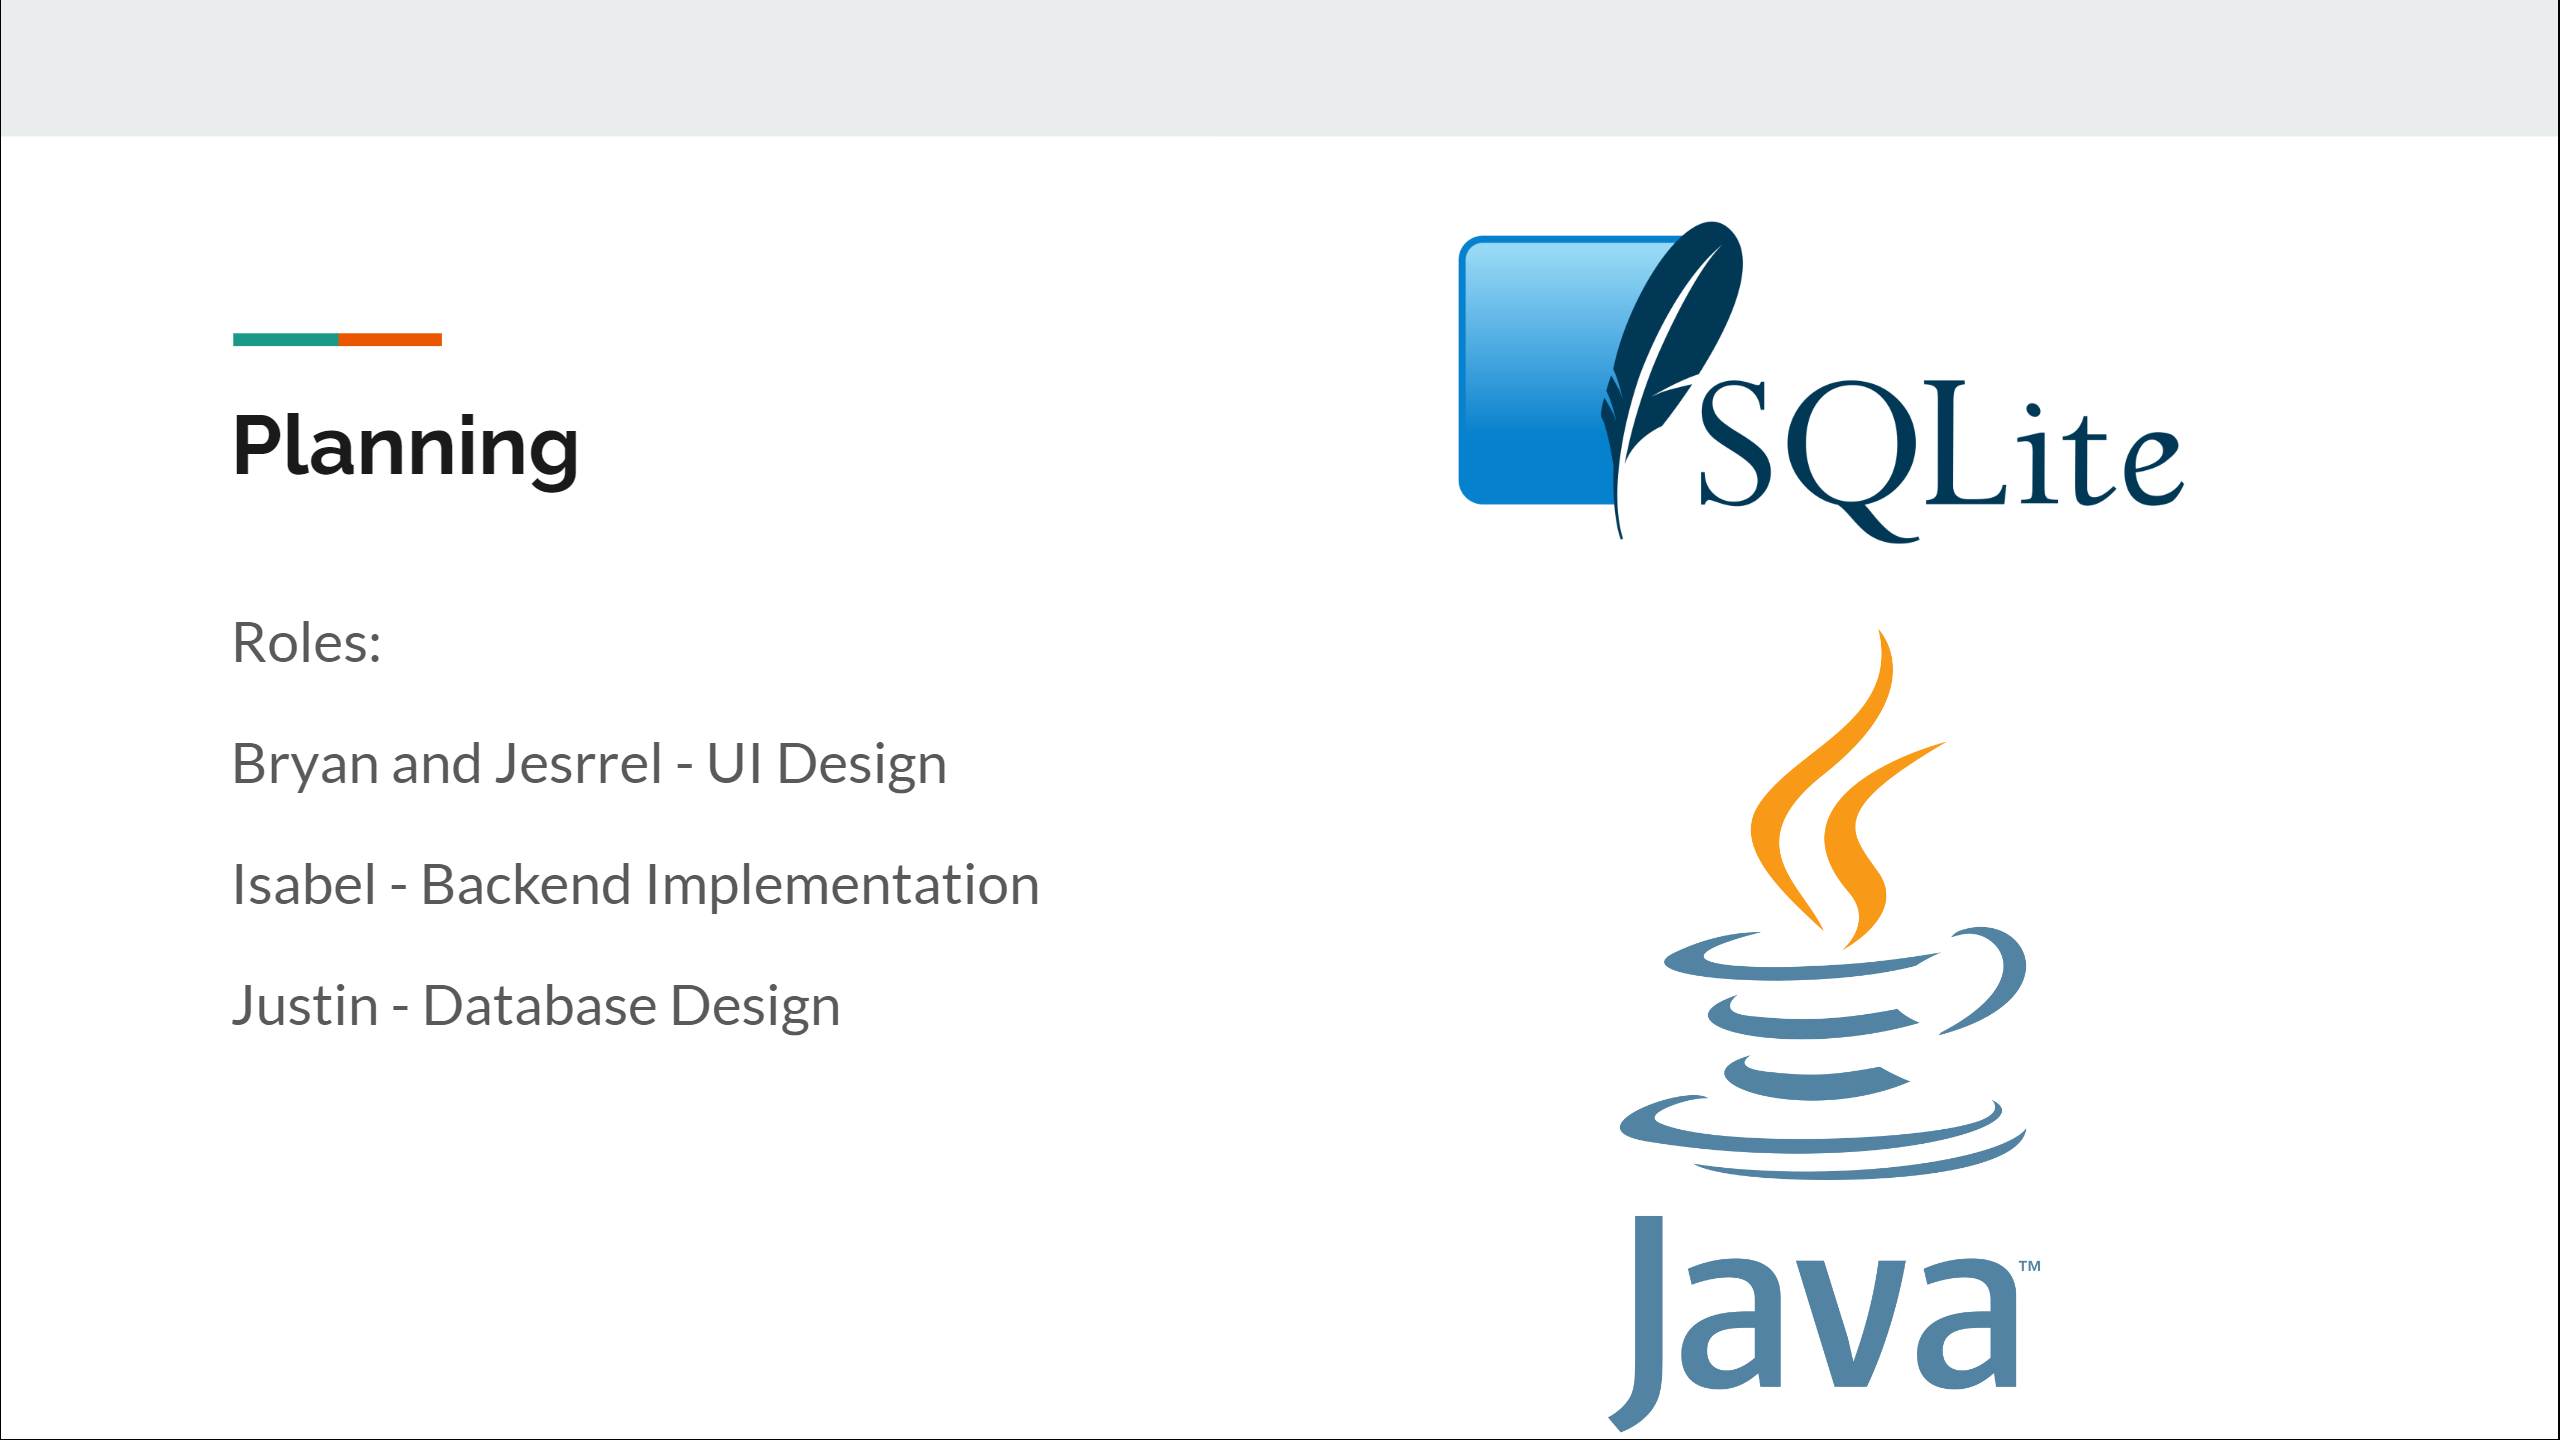 Planning
Roles:
Bryan and Jesrrel - UI Design
Isabel - Backend Implementation
Justin - Database Design
SQLite
Java™